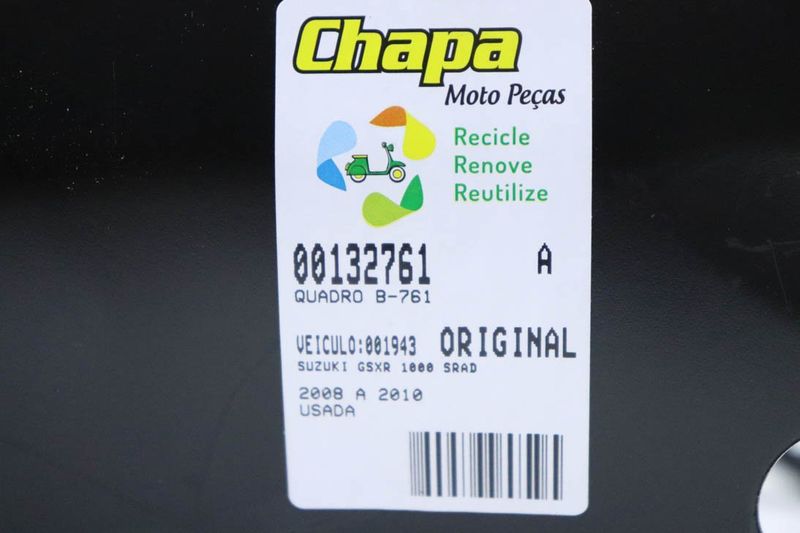 Chapa
Moto Peças
Recicle
Renove
Reutilize
00132761 A
QUADRO B-761
VEICULO:001943 ORIGINAL
SUZUKI GSXR 1000 SRAD
2008 A 2010
USADA